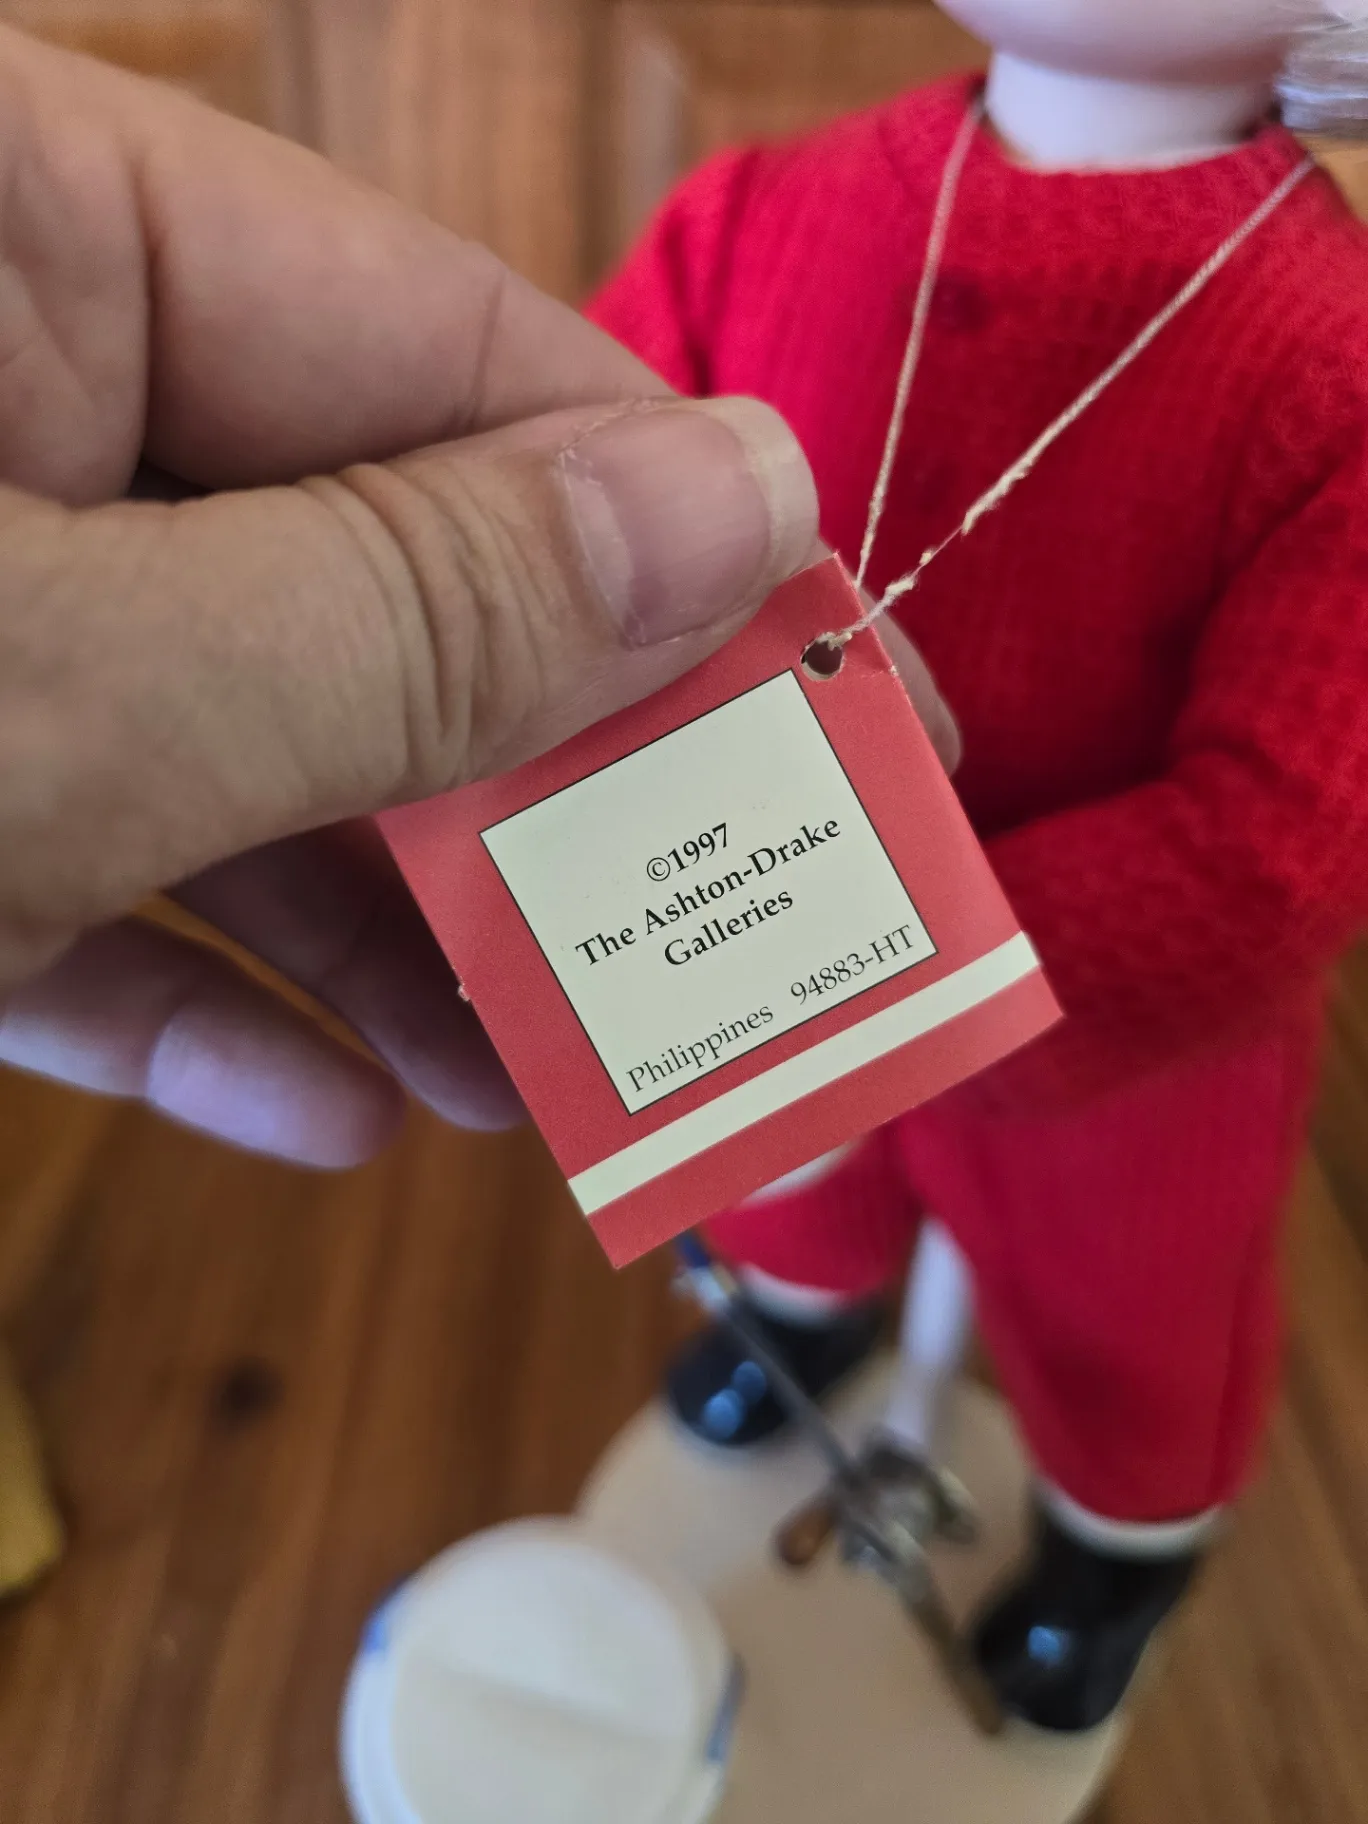 ©1997
The Ashton-Drake
Galleries
Philippines 94883-HT